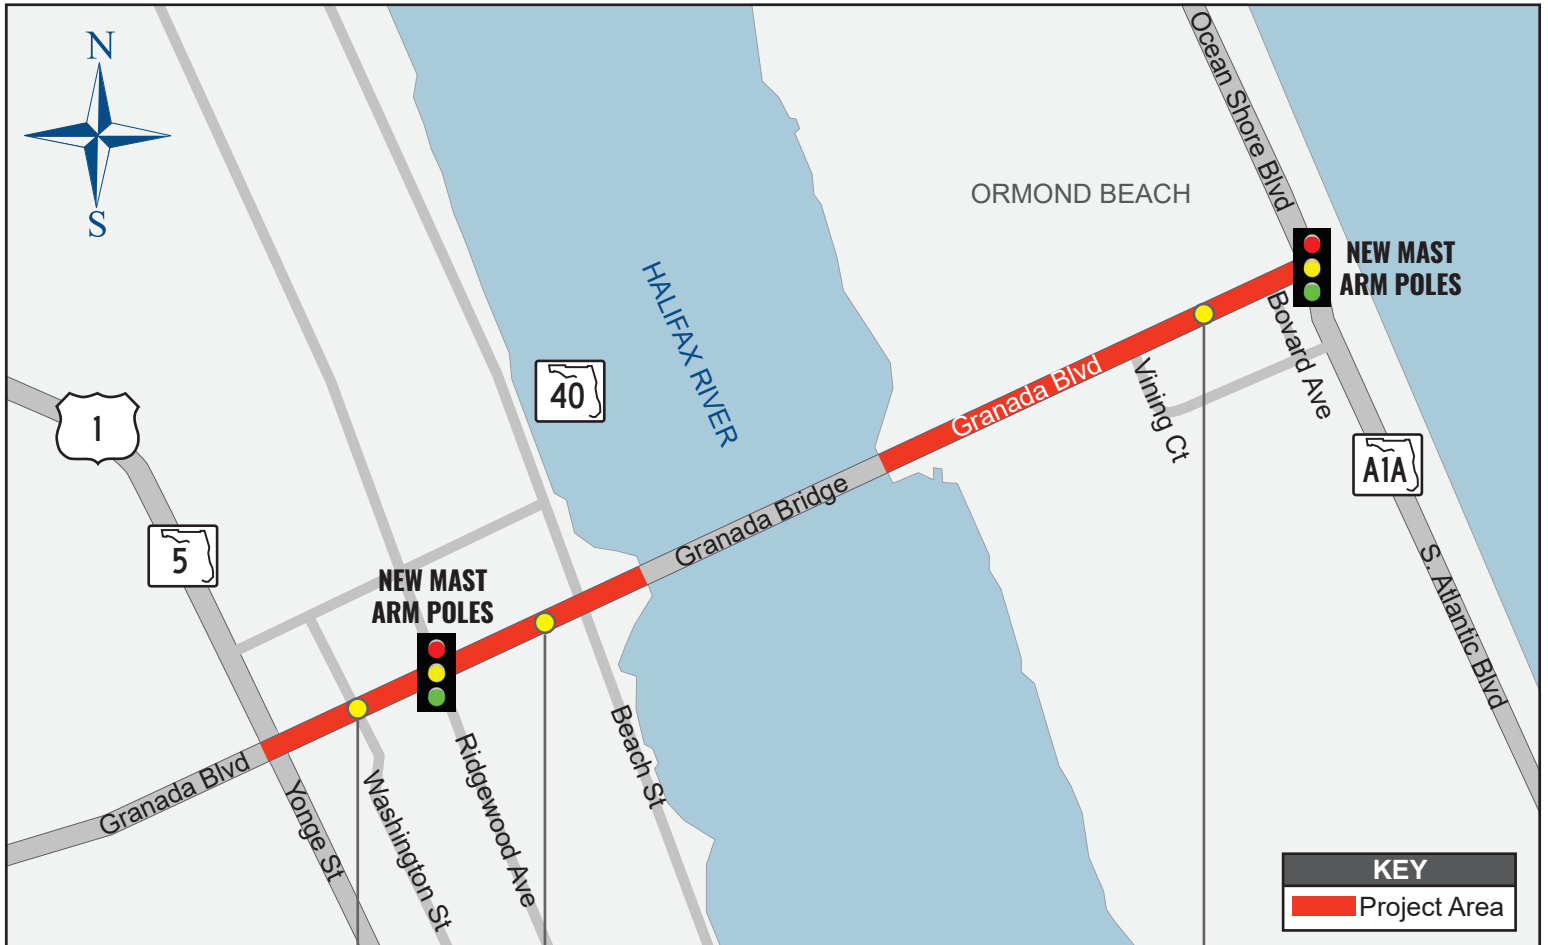 N
S
Ocean Shore Blvd
ORMOND BEACH
NEW MAST
ARM POLES
HALIFAX RIVER
Bovard Ave
40
Granada Blvd
Vining Ct
1
A1A
Granada Bridge
5
NEW MAST
ARM POLES
S. Atlantic Blvd
Beach St
Ridgewood Ave
Granada Blvd
Washington St
Yonge St
KEY
Project Area